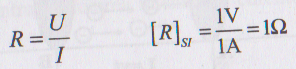 R = U/I    [R]SI = 1V/1A = 1Ω